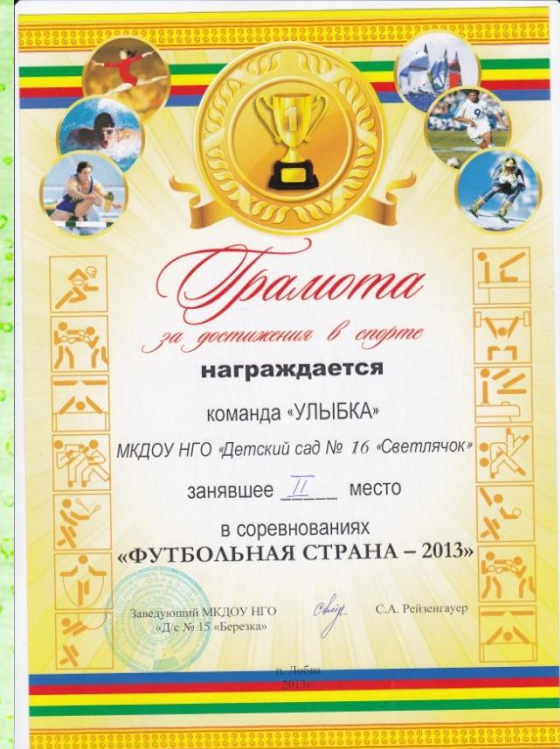 1
Грамота
за достижения в спорте
награждается
команда «УЛЫБКА»
МКДОУ НГО «Детский сад № 16 «Светлячок»
занявшее II место
в соревнованиях
«ФУТБОЛЬНАЯ СТРАНА – 2013»
Заведующий МКДОУ НГО С.А. Рейзенгауер
«Д/с № 15 «Березка»
п. Лобва
2013г.